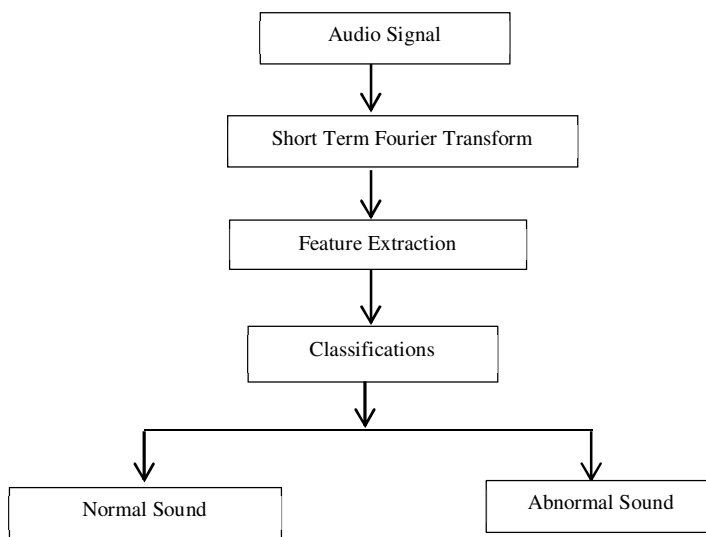 Audio Signal
Short Term Fourier Transform
Feature Extraction
Classifications
Normal Sound
Abnormal Sound